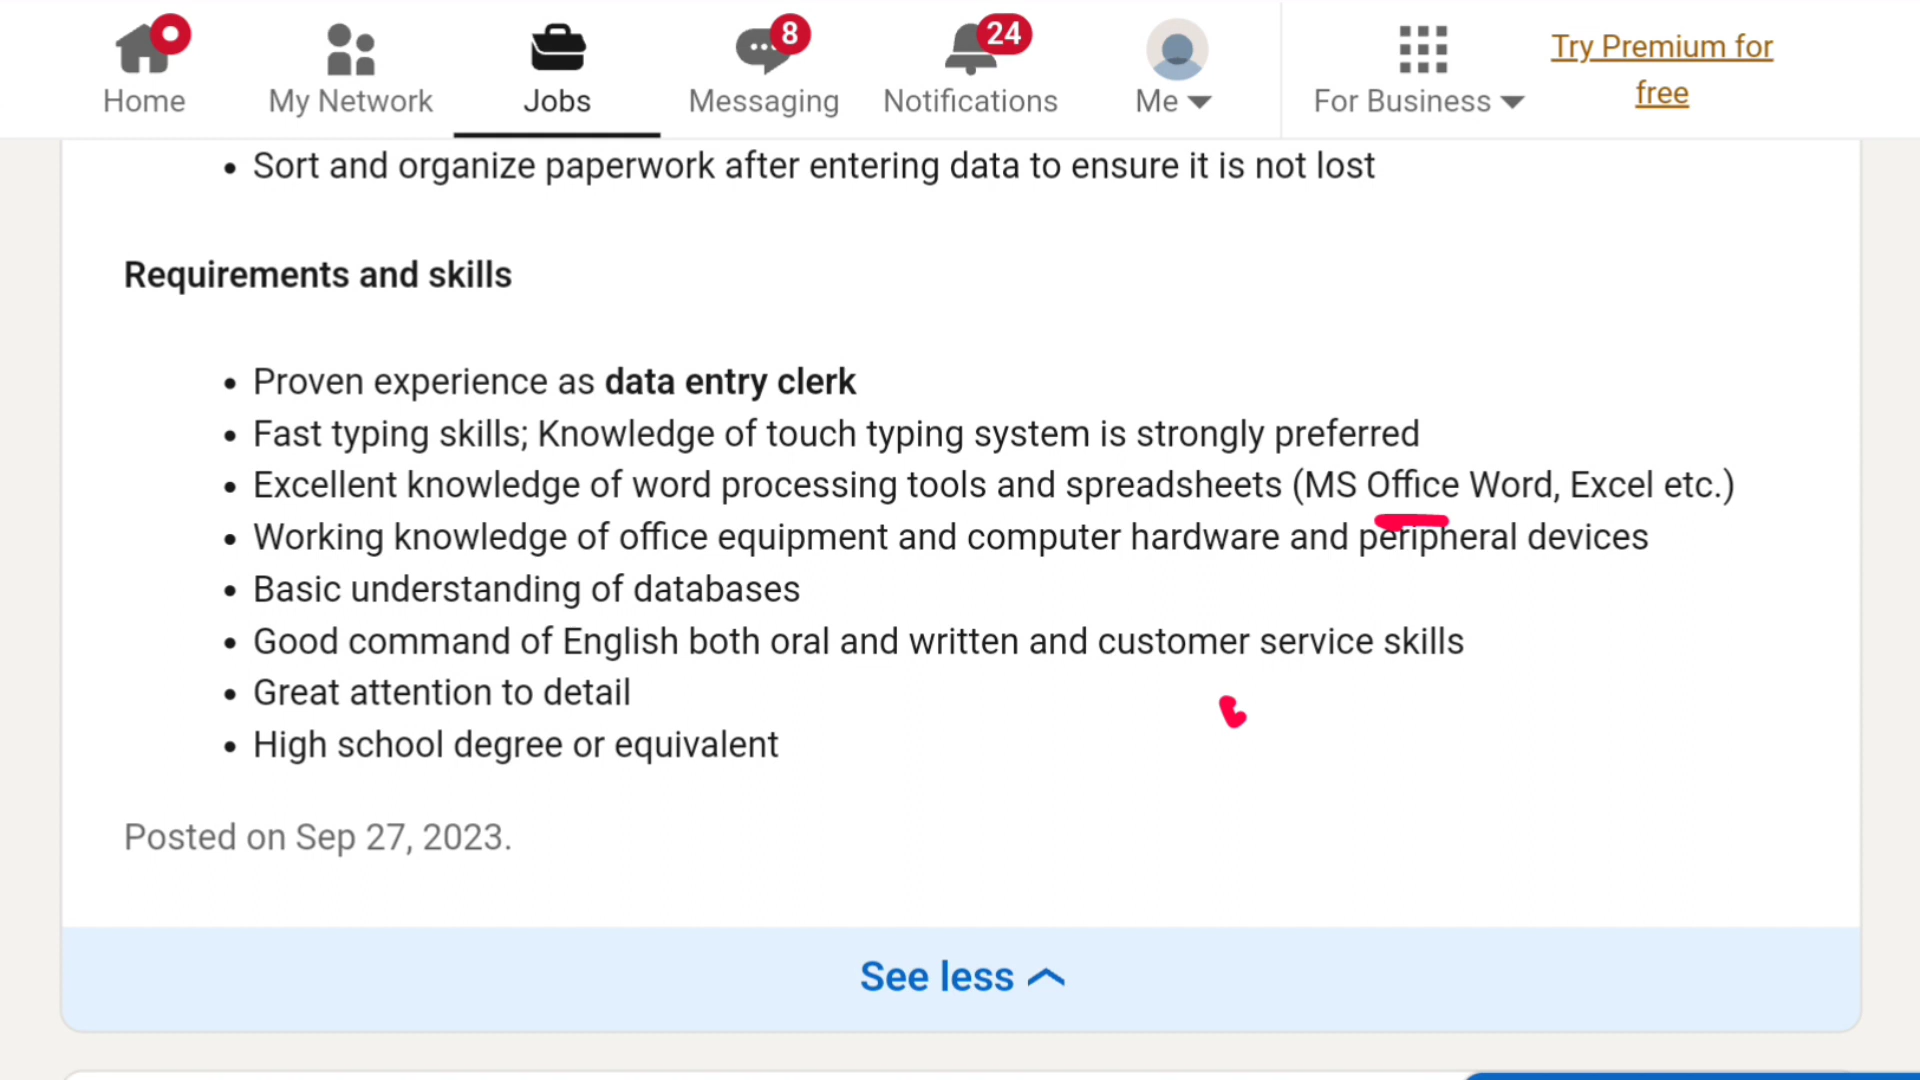 8
24
Try Premium for
free
Home
My Network
Jobs
Messaging
Notifications
Me
For Business
• Sort and organize paperwork after entering data to ensure it is not lost
Requirements and skills
• Proven experience as data entry clerk
• Fast typing skills; Knowledge of touch typing system is strongly preferred
• Excellent knowledge of word processing tools and spreadsheets (MS Office Word, Excel etc.)
• Working knowledge of office equipment and computer hardware and peripheral devices
• Basic understanding of databases
• Good command of English both oral and written and customer service skills
• Great attention to detail
• High school degree or equivalent
Posted on Sep 27, 2023.
See less